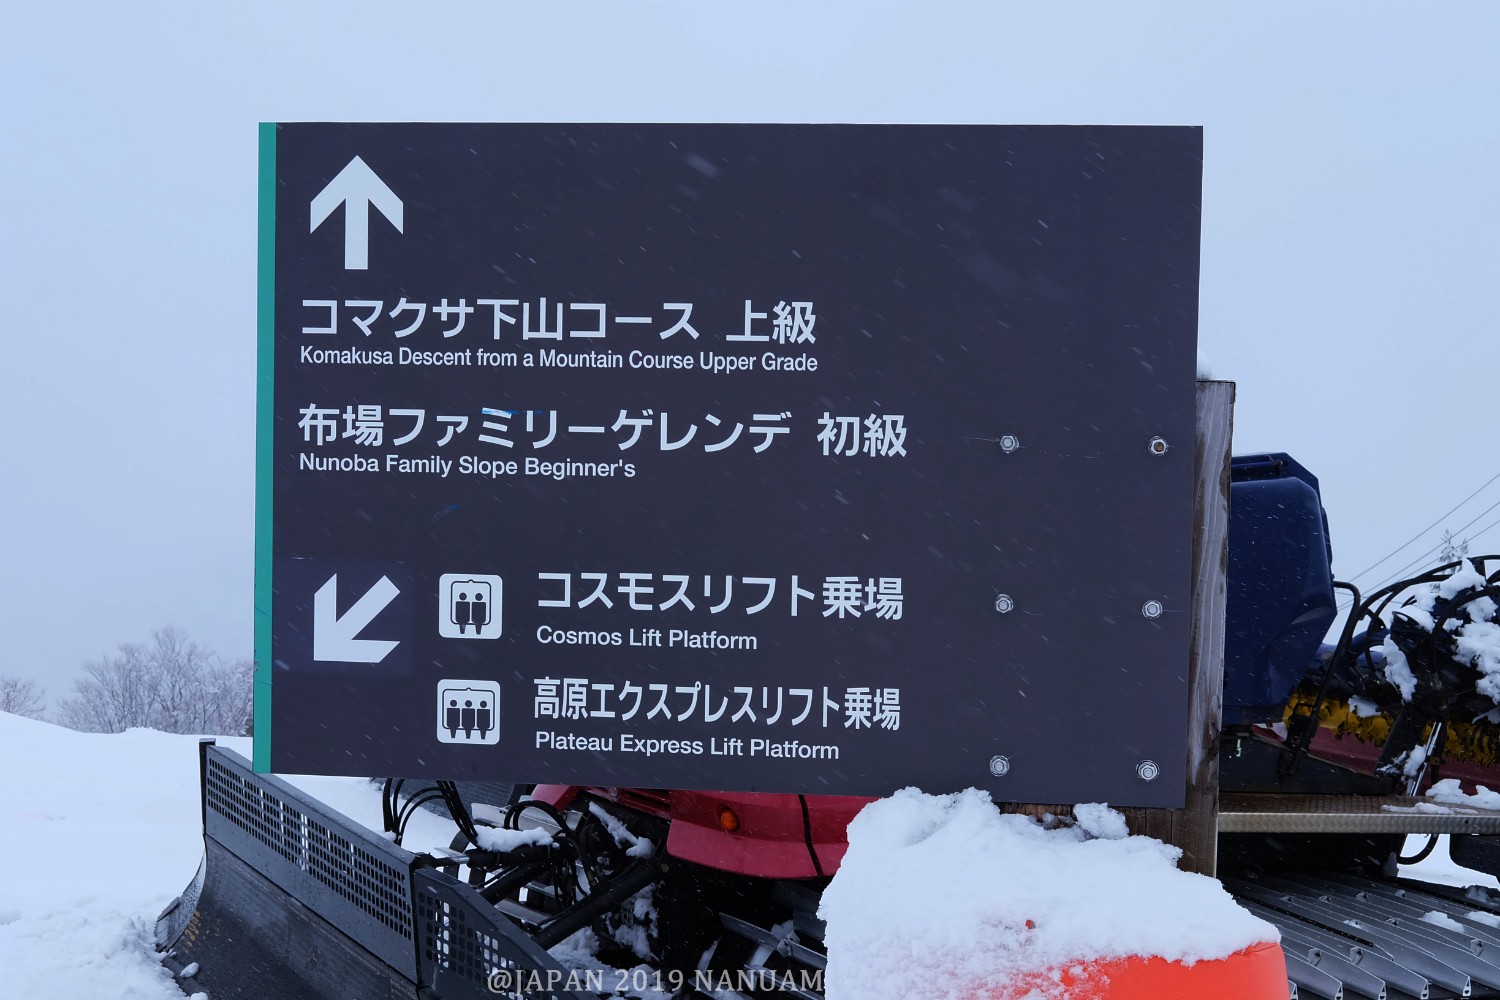 コマクサ下山コース 上級
Komakusa Descent from a Mountain Course Upper Grade
布場ファミリーゲレンデ 初級
Nunoba Family Slope Beginner's
コスモスリフト乗場
Cosmos Lift Platform
高原エクスプレスリフト乗場
Plateau Express Lift Platform
@JAPAN 2019 NANUAM